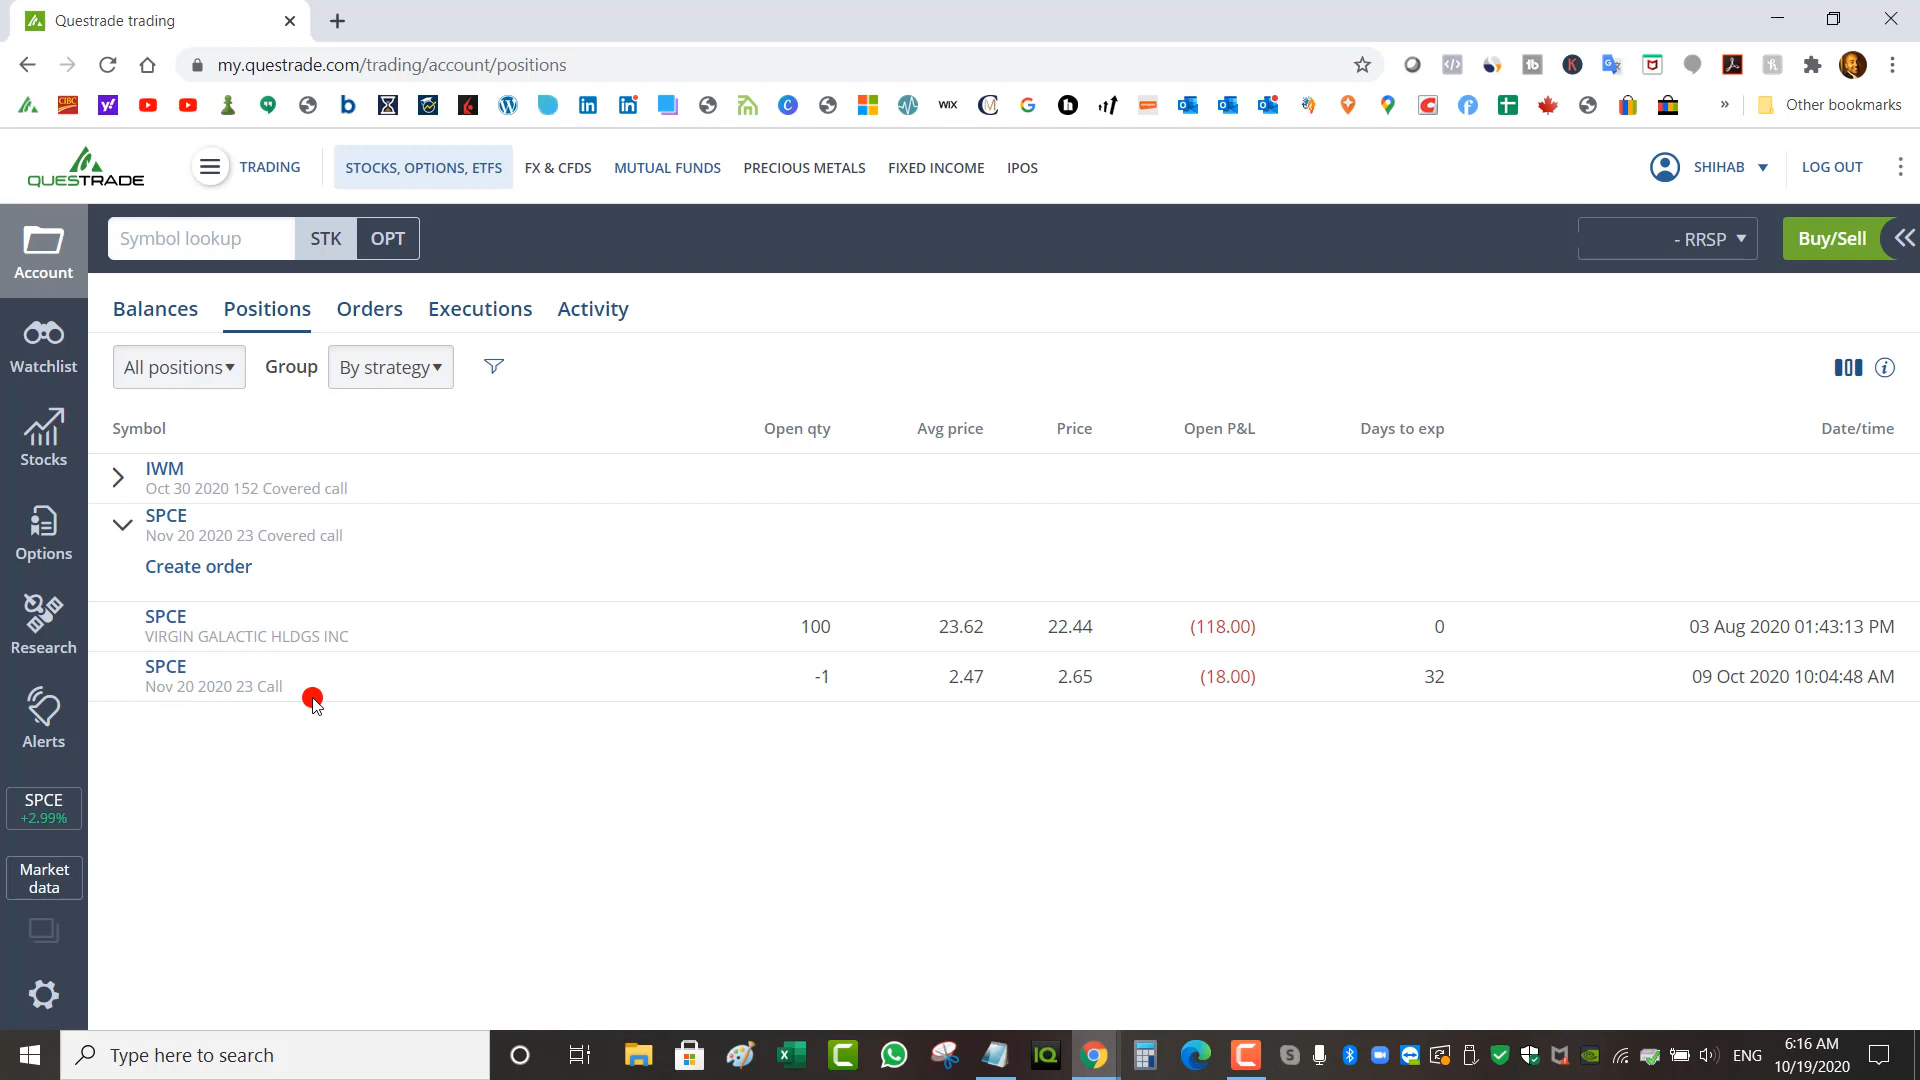 Questrade trading
my.questrade.com/trading/account/positions
Other bookmarks
QUESTRADE
TRADING
STOCKS, OPTIONS, ETFS
FX & CFDS
MUTUAL FUNDS
PRECIOUS METALS
FIXED INCOME
IPOS
SHIHAB
LOG OUT
Symbol lookup
STK
OPT
- RRSP
Buy/Sell
Account
Watchlist
Stocks
Options
Research
Alerts
SPCE
+2.99%
Market
data
Balances
Positions
Orders
Executions
Activity
All positions
Group
By strategy
Symbol Open qty Avg price Price Open P&L Days to exp Date/time
IWM
Oct 30 2020 152 Covered call
SPCE
Nov 20 2020 23 Covered call
Create order
SPCE
VIRGIN GALACTIC HLDGS INC
100 23.62 22.44 (118.00) 0 03 Aug 2020 01:43:13 PM
SPCE
Nov 20 2020 23 Call
-1 2.47 2.65 (18.00) 32 09 Oct 2020 10:04:48 AM
Type here to search
ENG
6:16 AM
10/19/2020